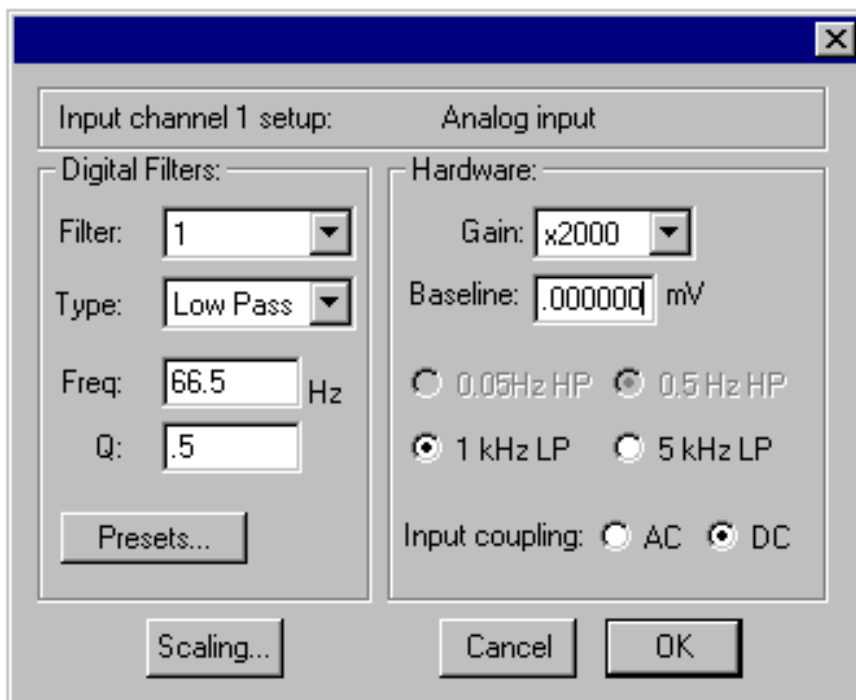 Input channel 1 setup: Analog input
Digital Filters:
Filter: 1
Type: Low Pass
Freq: 66.5 Hz
Q: .5
Presets...
Hardware:
Gain: x2000
Baseline: .000000 mV
0.05Hz HP 0.5 Hz HP
1 kHz LP 5 kHz LP
Input coupling: AC DC
Scaling... Cancel OK